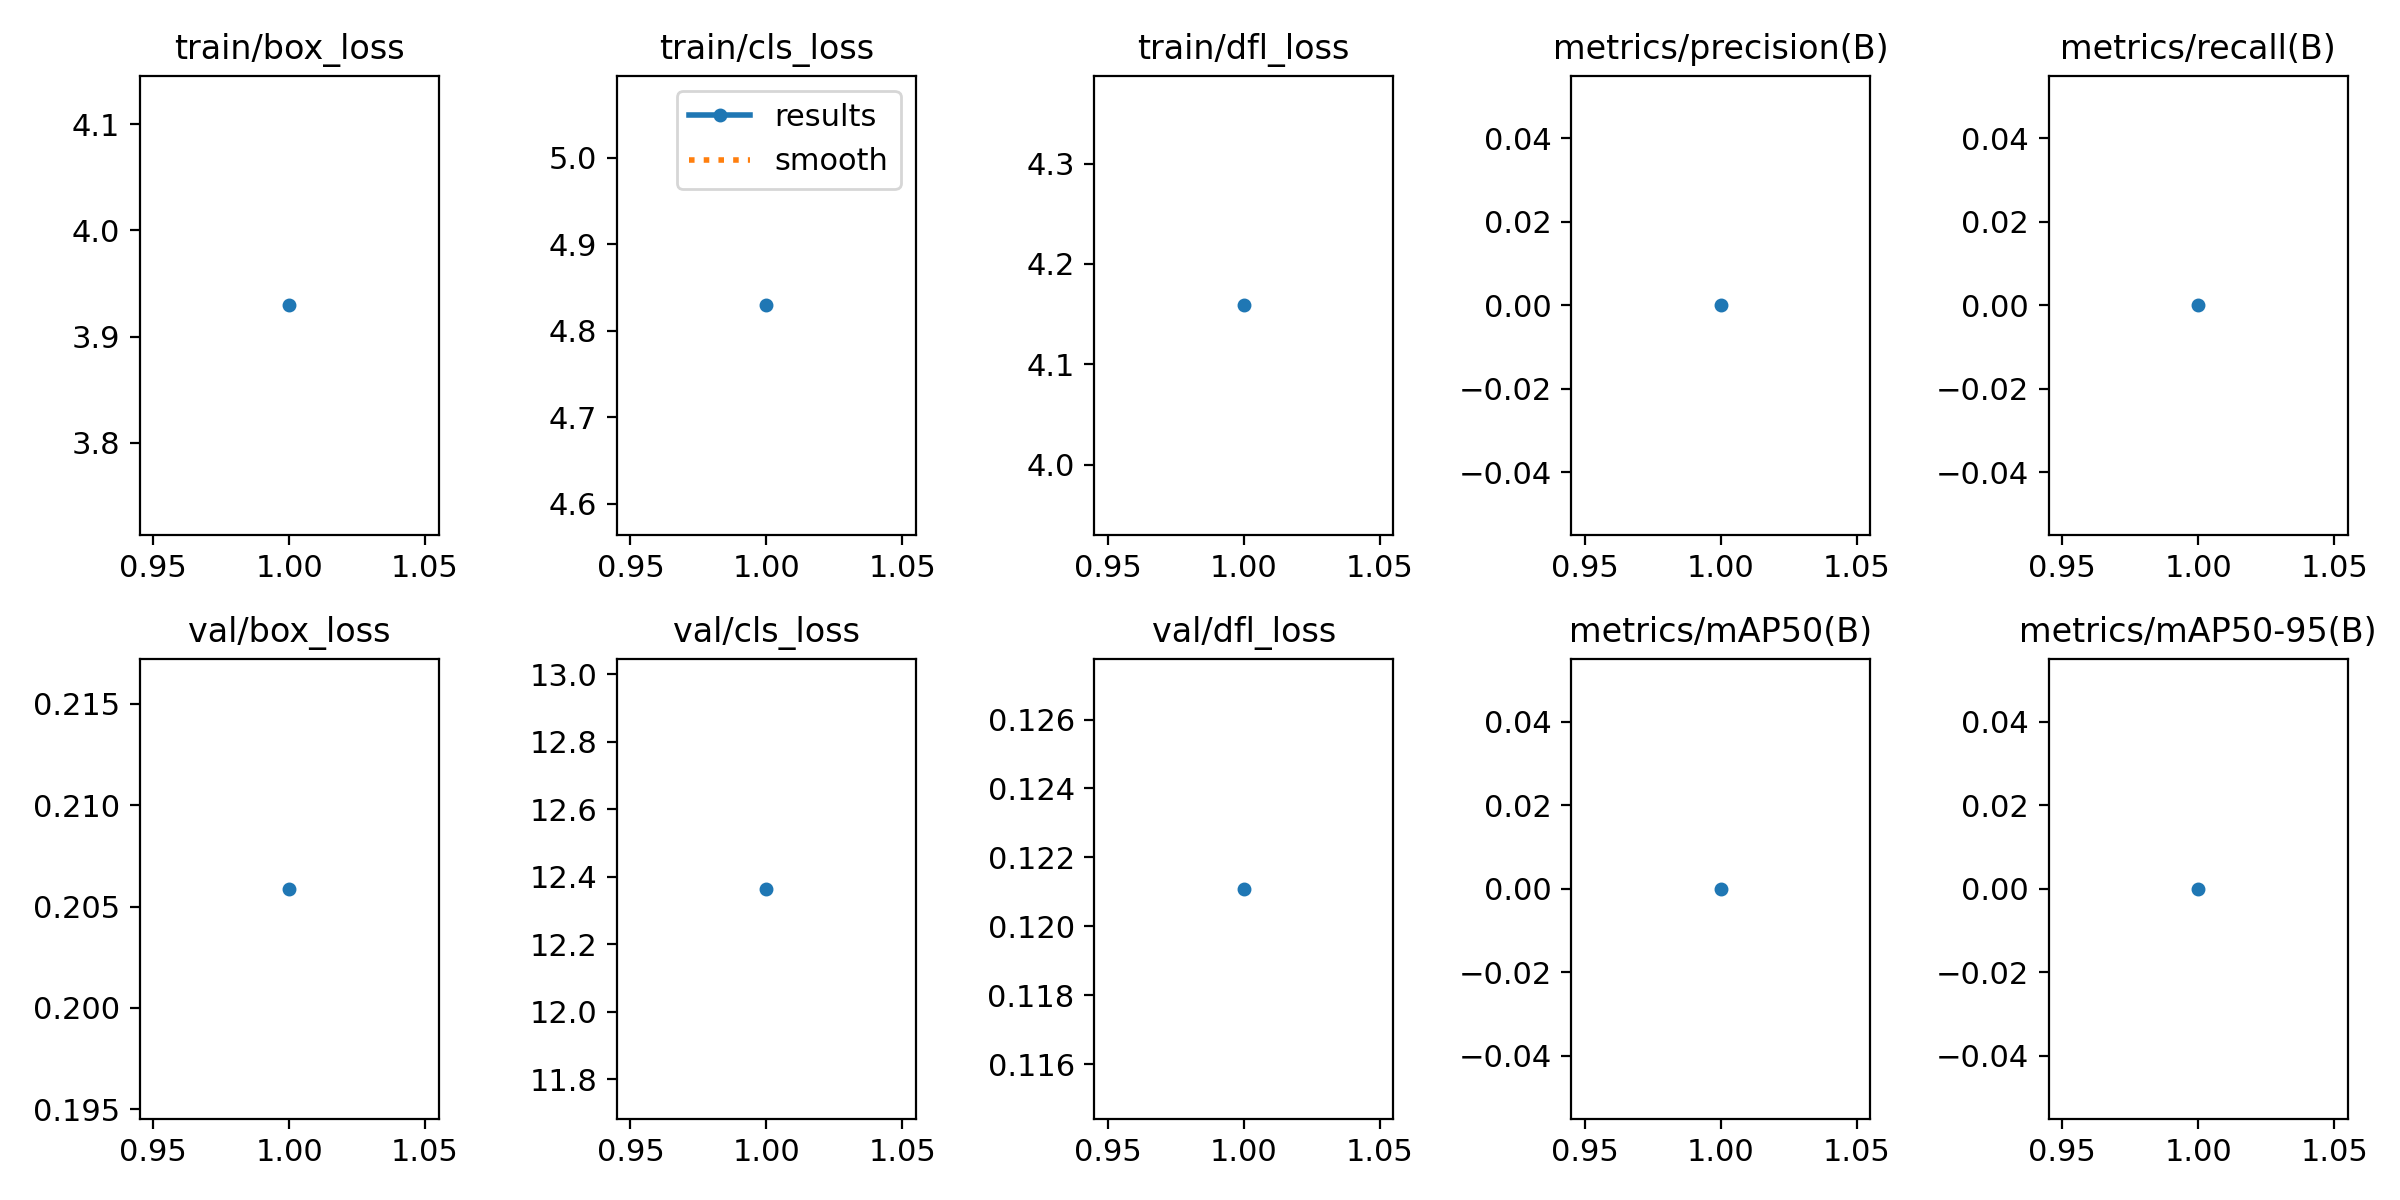 train/box_loss
4.1
4.0
3.9
3.8
0.95 1.00 1.05
train/cls_loss
results
smooth
5.0
4.9
4.8
4.7
4.6
0.95 1.00 1.05
train/dfl_loss
4.3
4.2
4.1
4.0
0.95 1.00 1.05
metrics/precision(B)
0.04
0.02
0.00
−0.02
−0.04
0.95 1.00 1.05
metrics/recall(B)
0.04
0.02
0.00
−0.02
−0.04
0.95 1.00 1.05
val/box_loss
0.215
0.210
0.205
0.200
0.195
0.95 1.00 1.05
val/cls_loss
13.0
12.8
12.6
12.4
12.2
12.0
11.8
0.95 1.00 1.05
val/dfl_loss
0.126
0.124
0.122
0.120
0.118
0.116
0.95 1.00 1.05
metrics/mAP50(B)
0.04
0.02
0.00
−0.02
−0.04
0.95 1.00 1.05
metrics/mAP50-95(B)
0.04
0.02
0.00
−0.02
−0.04
0.95 1.00 1.05